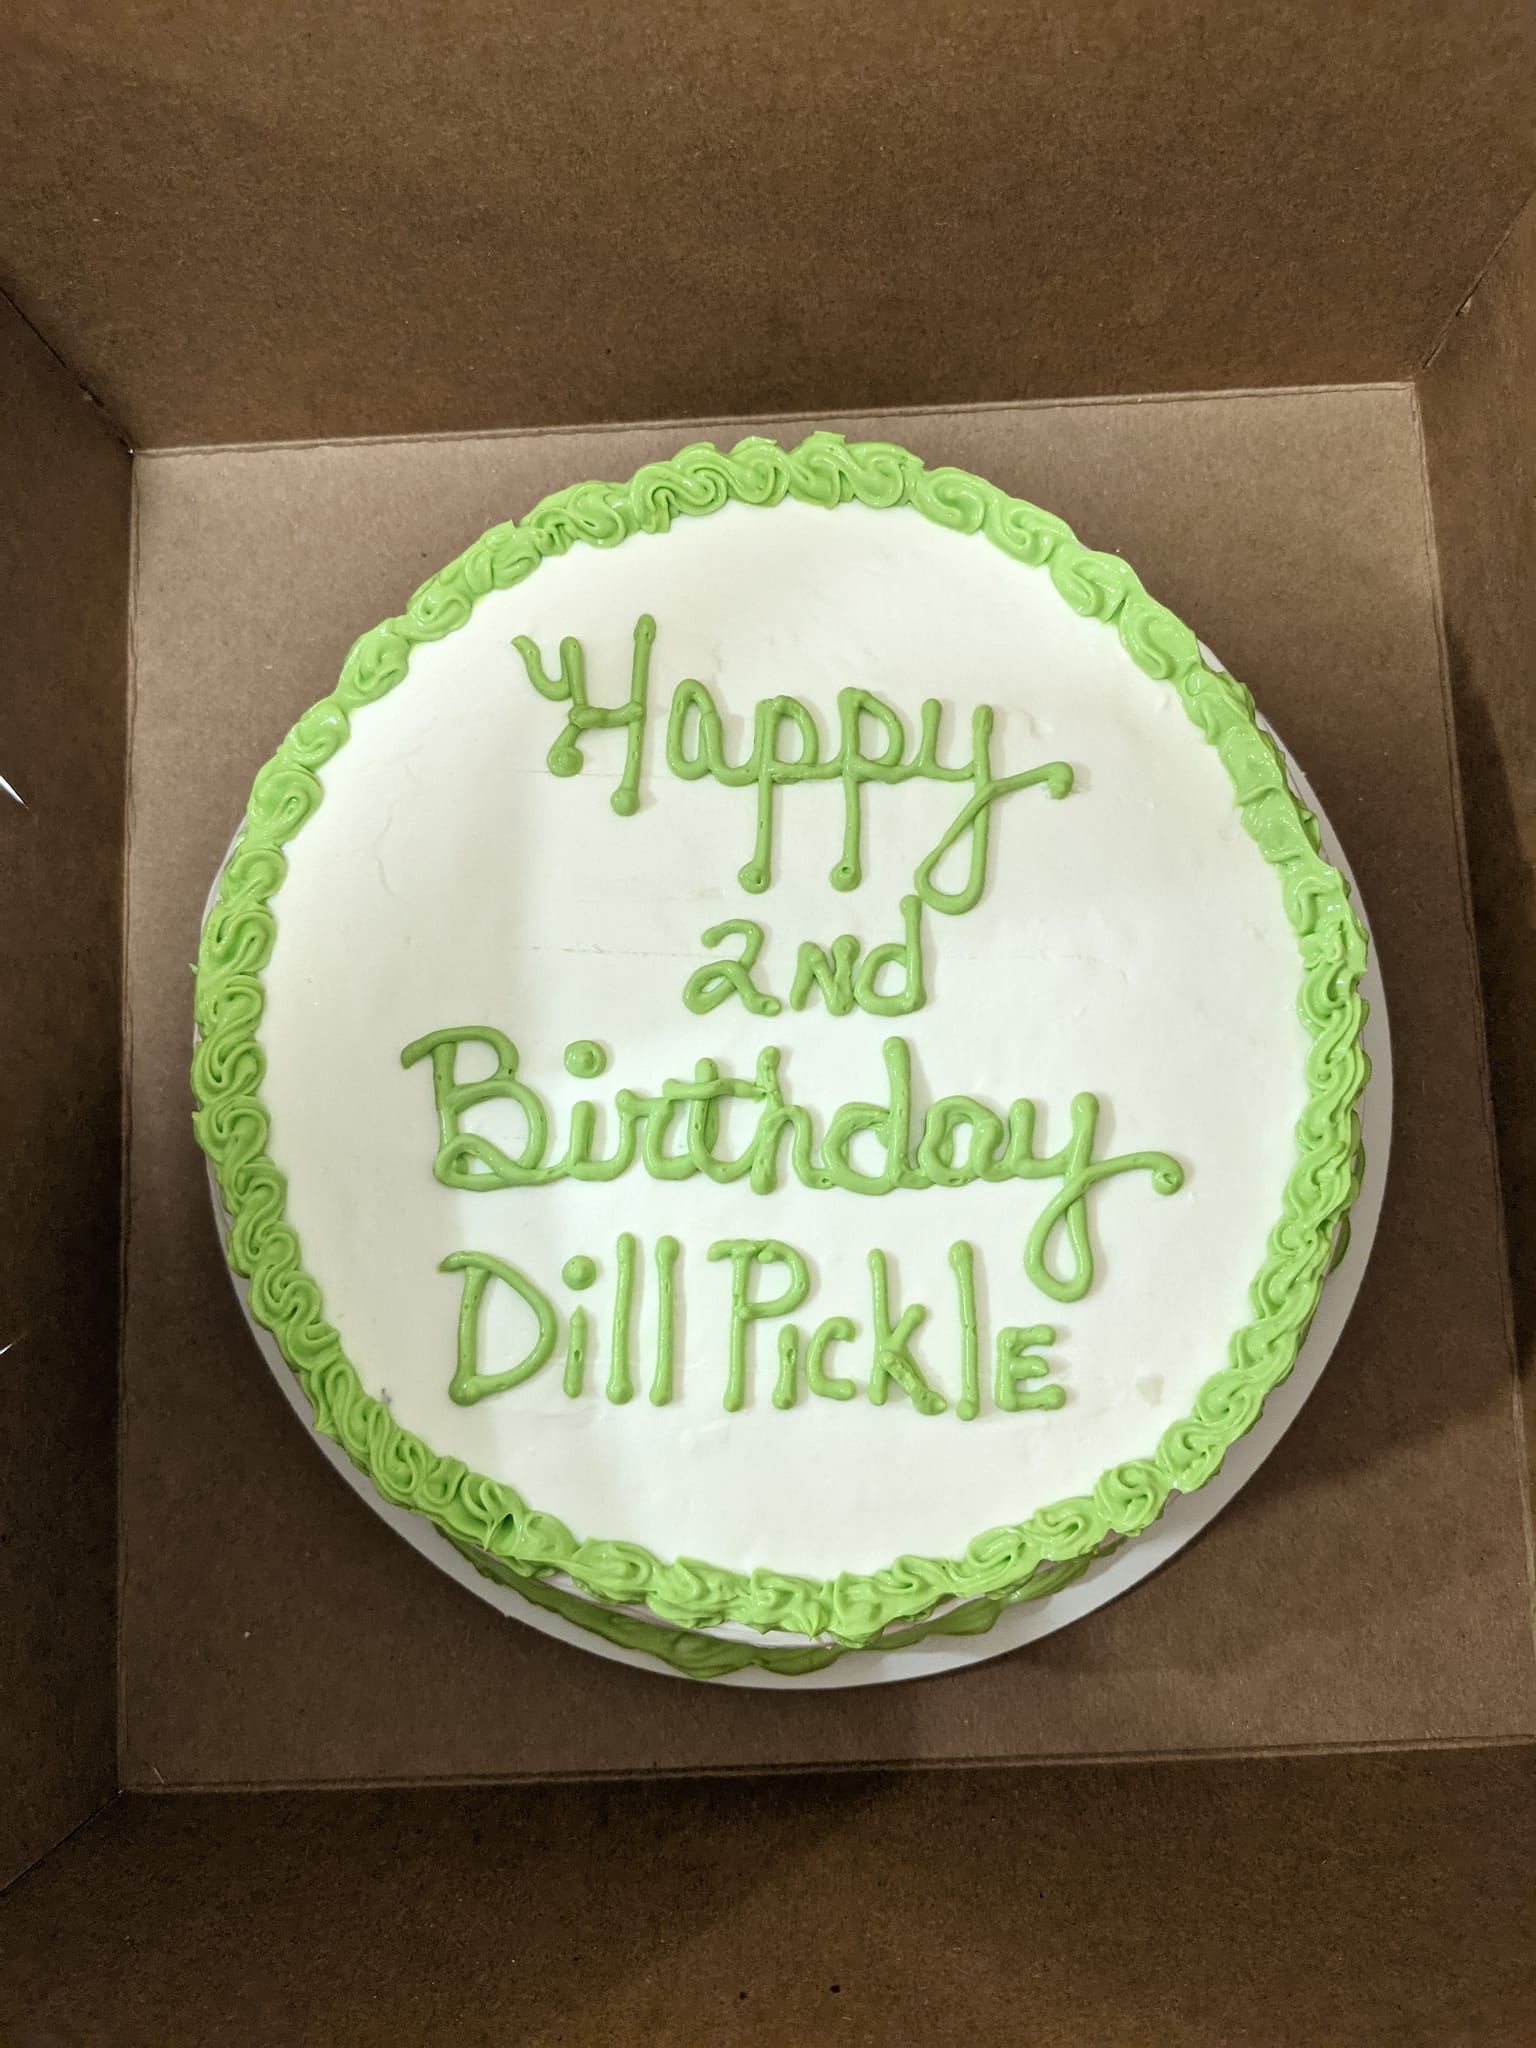 Happy
2nd
Birthday
Dill PickLE